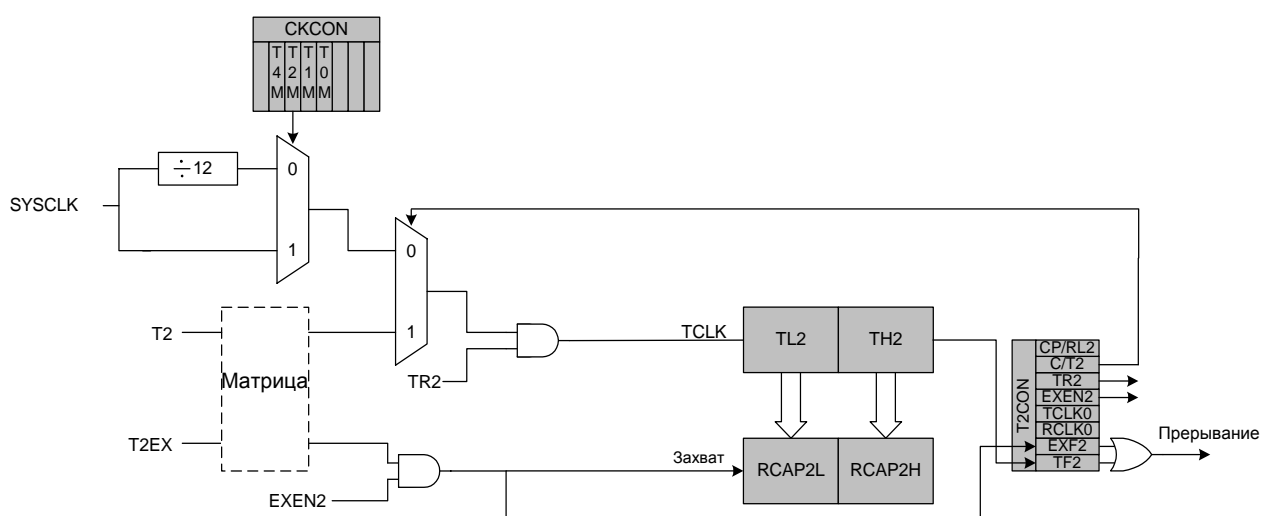 CKCON
T4M T2M T1M T0M
÷12
0
SYSCLK
1
0
T2
1
TCLK
TL2
TH2
Матрица
TR2
T2EX
EXEN2
Захват
RCAP2L
RCAP2H
T2CON
CP/RL2
C/T2
TR2
EXEN2
TCLK0
RCLK0
EXF2
TF2
Прерывание